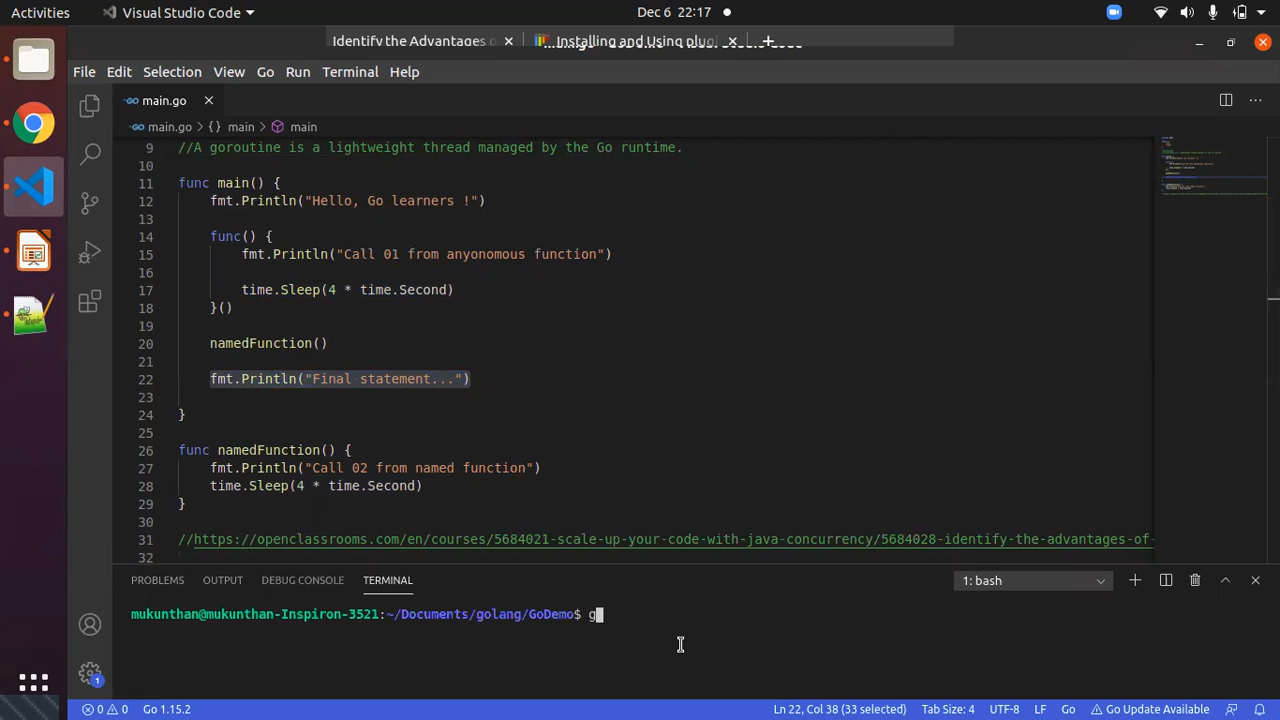 Activities Visual Studio Code Dec 6 22:17
Identify the Advantages o Installing and Using plugi
File Edit Selection View Go Run Terminal Help
main.go
main.go > {} main > main
9 //A goroutine is a lightweight thread managed by the Go runtime.
10
11 func main() {
12 fmt.Println("Hello, Go learners !")
13
14 func() {
15 fmt.Println("Call 01 from anyonomous function")
16
17 time.Sleep(4 * time.Second)
18 }()
19
20 namedFunction()
21
22 fmt.Println("Final statement...")
23
24 }
25
26 func namedFunction() {
27 fmt.Println("Call 02 from named function")
28 time.Sleep(4 * time.Second)
29 }
30
31 //https://openclassrooms.com/en/courses/5684021-scale-up-your-code-with-java-concurrency/5684028-identify-the-advantages-of-
32
PROBLEMS OUTPUT DEBUG CONSOLE TERMINAL 1: bash
mukunthan@mukunthan-Inspiron-3521:~/Documents/golang/GoDemo$ g
1
0 0 Go 1.15.2 Ln 22, Col 38 (33 selected) Tab Size: 4 UTF-8 LF Go Go Update Available